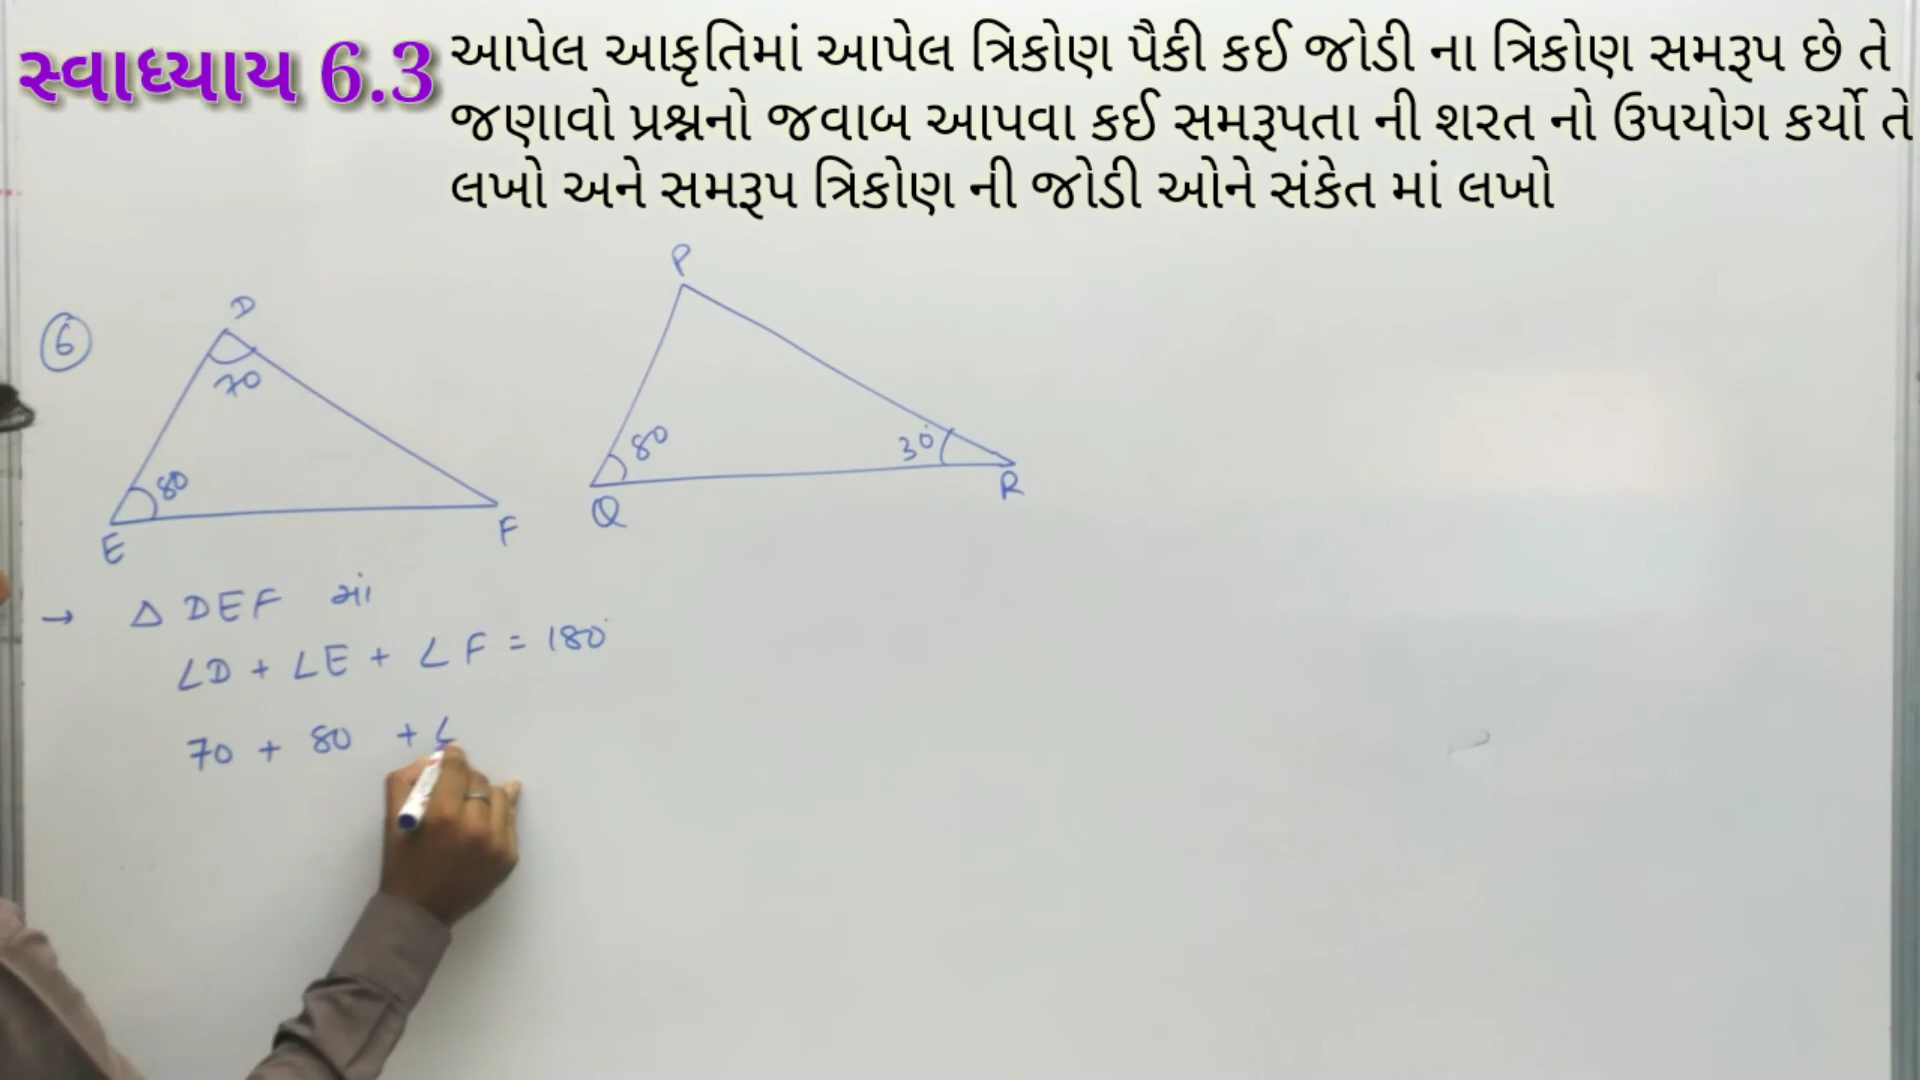 સ્વાધ્યાય 6.3
આપેલ આકૃતિમાં આપેલ ત્રિકોણ પૈકી કઈ જોડી ના ત્રિકોણ સમરૂપ છે તે
જણાવો પ્રશ્નનો જવાબ આપવા કઈ સમરૂપતા ની શરત નો ઉપયોગ કર્યો તે
લખો અને સમરૂપ ત્રિકોણ ની જોડી ઓને સંકેત માં લખો
6
D
70
80
E
F
P
80
30°
Q
R
→ △ DEF માં
∠D + ∠E + ∠F = 180°
70 + 80 + ∠